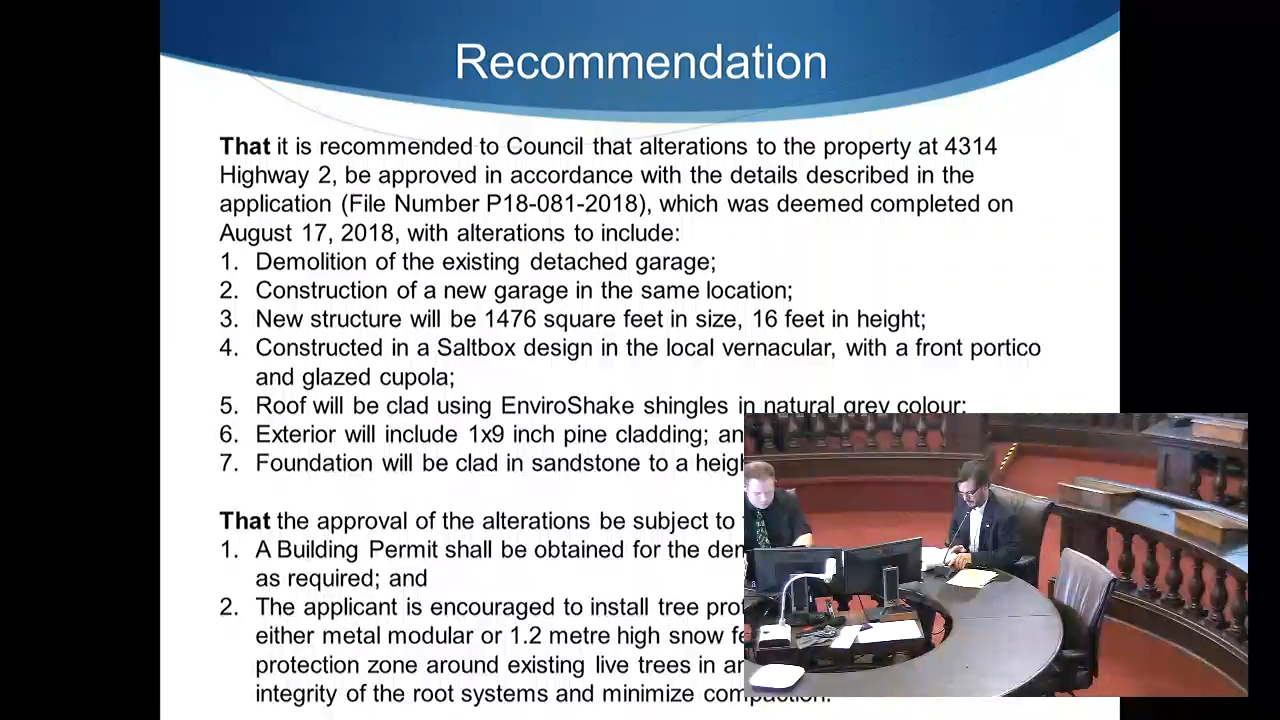 Recommendation
That it is recommended to Council that alterations to the property at 4314
Highway 2, be approved in accordance with the details described in the
application (File Number P18-081-2018), which was deemed completed on
August 17, 2018, with alterations to include:
1. Demolition of the existing detached garage;
2. Construction of a new garage in the same location;
3. New structure will be 1476 square feet in size, 16 feet in height;
4. Constructed in a Saltbox design in the local vernacular, with a front portico
and glazed cupola;
5. Roof will be clad using EnviroShake shingles in natural grey colour;
6. Exterior will include 1x9 inch pine cladding;
7. Foundation will be clad in sandstone to a
That the approval of the alterations be subject to
1. A Building Permit shall be obtained for the
as required; and
2. The applicant is encouraged to install tree
either metal modular or 1.2 metre high snow
protection zone around existing live trees in
integrity of the root systems and minimize compaction.